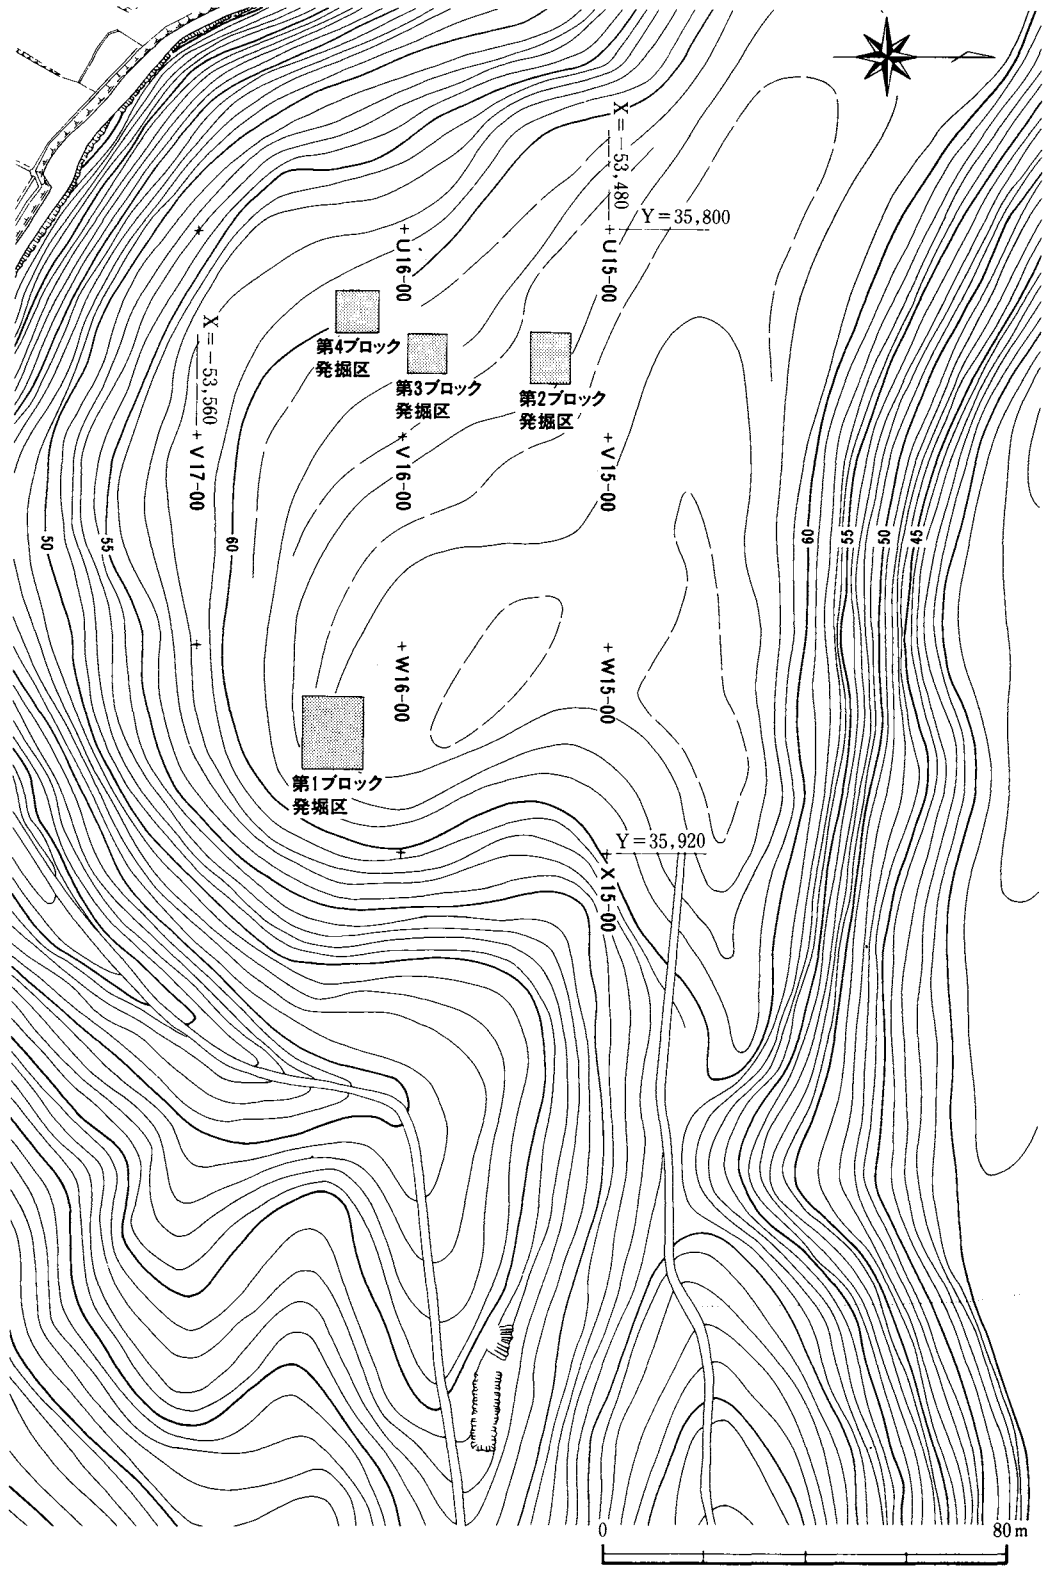 X=-53,480
Y=35,800
U16-00
U15-00
X=-53,560
第4ブロック
発掘区
第3ブロック
発掘区
第2ブロック
発掘区
V17-00
V16-00
V15-00
50
55
60
60
55
50
45
W16-00
W15-00
第1ブロック
発掘区
Y=35,920
X15-00
0
80m